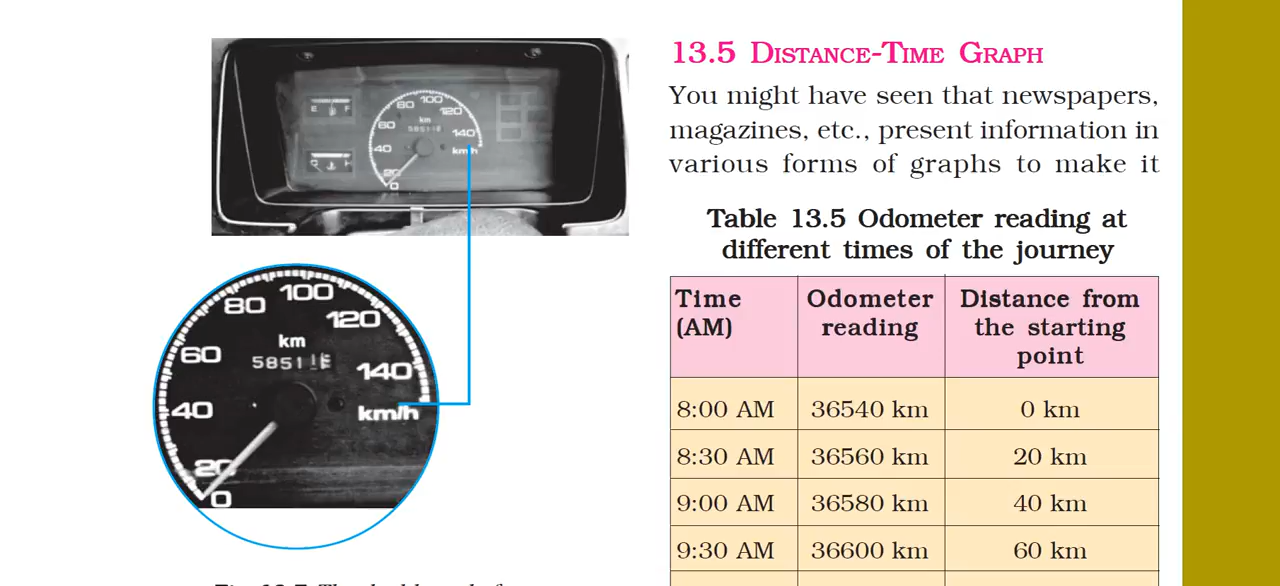 E F
80 100
120
km
60
58511
140
40
km/h
20
0
80 100
120
km
58511
60
140
40
km/h
20
0
13.5 DISTANCE-TIME GRAPH
You might have seen that newspapers,
magazines, etc., present information in
various forms of graphs to make it
Table 13.5 Odometer reading at
different times of the journey
Time (AM) Odometer reading Distance from the starting point
8:00 AM 36540 km 0 km
8:30 AM 36560 km 20 km
9:00 AM 36580 km 40 km
9:30 AM 36600 km 60 km